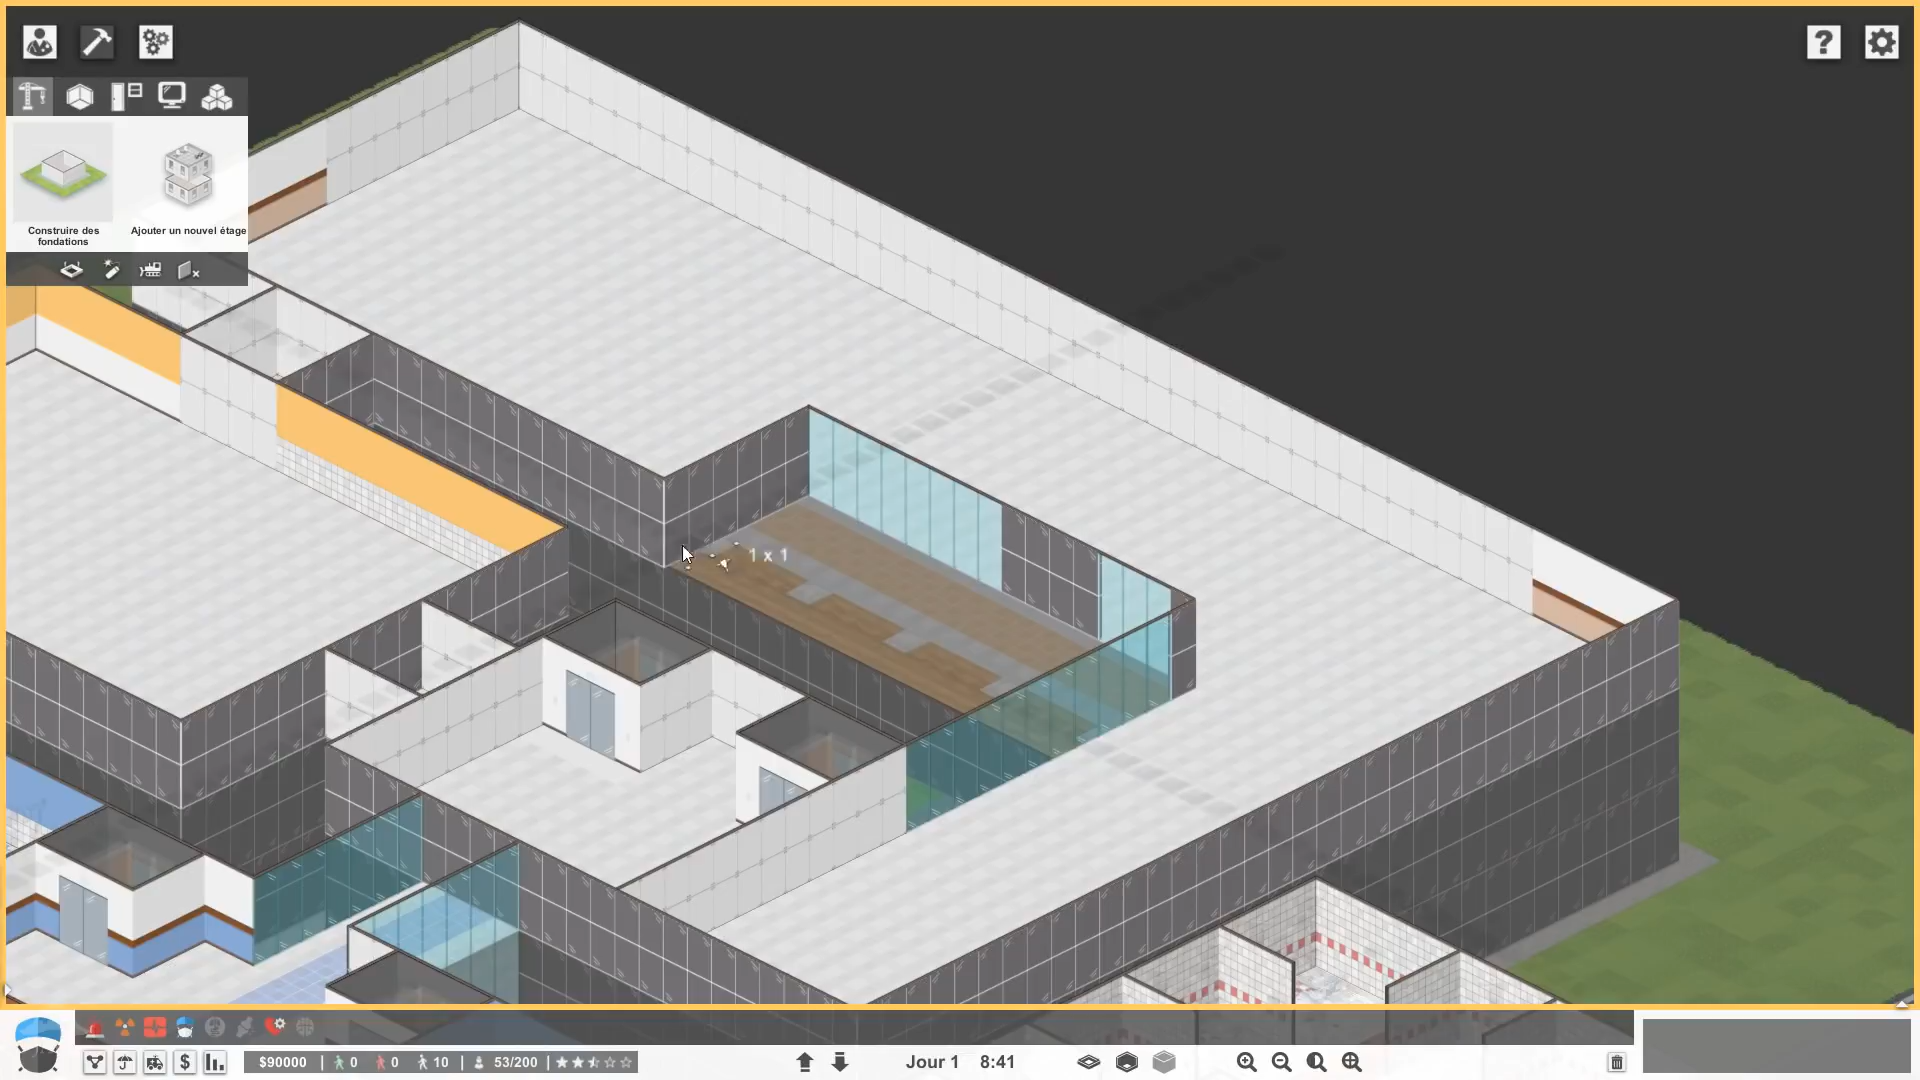 ?
Construire des
fondations
Ajouter un nouvel étage
1 x 1
$90000 | 0 0 10 | 53/200 |
Jour 1 8:41